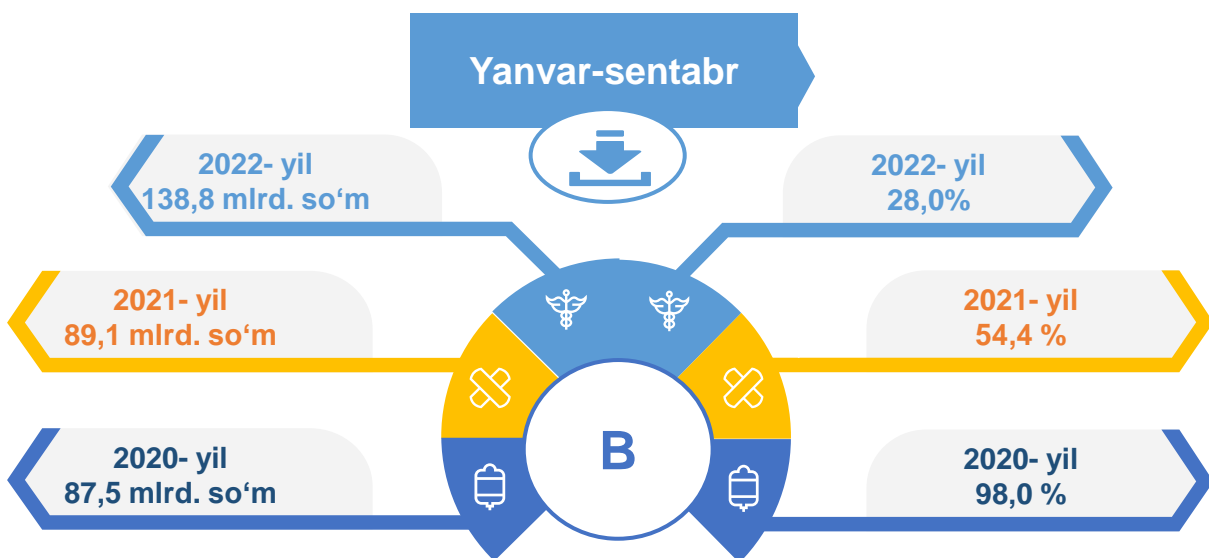 Yanvar-sentabr
2022- yil
138,8 mlrd. so‘m
2022- yil
28,0%
2021- yil
89,1 mlrd. so‘m
2021- yil
54,4 %
B
2020- yil
87,5 mlrd. so‘m
2020- yil
98,0 %